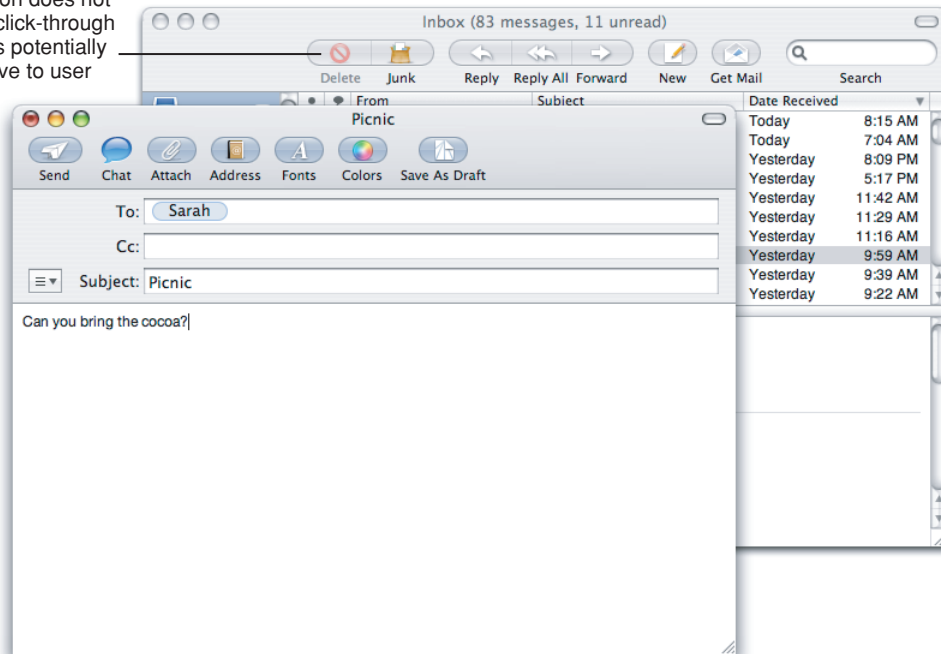 on does not
click-through
s potentially
ve to user
Inbox (83 messages, 11 unread)
Delete Junk Reply Reply All Forward New Get Mail Search
From Subject Date Received
Picnic
Send Chat Attach Address Fonts Colors Save As Draft
To: Sarah
Cc:
Subject: Picnic
Can you bring the cocoa?
Today 8:15 AM
Today 7:04 AM
Yesterday 8:09 PM
Yesterday 5:17 PM
Yesterday 11:42 AM
Yesterday 11:29 AM
Yesterday 11:16 AM
Yesterday 9:59 AM
Yesterday 9:39 AM
Yesterday 9:22 AM